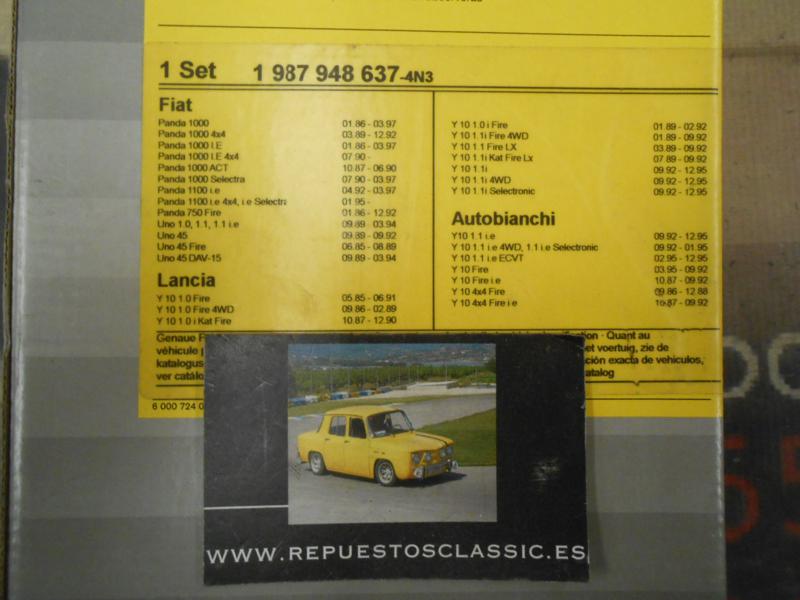 1 Set 1 987 948 637-4N3
Fiat
Panda 1000 01.86 - 03.97
Panda 1000 4x4 03.89 - 12.92
Panda 1000 I.E 01.86 - 03.97
Panda 1000 I.E 4x4 07.90 -
Panda 1000 ACT 10.87 - 06.90
Panda 1000 Selectra 07.90 - 03.97
Panda 1100 i.e 04.92 - 03.97
Panda 1100 i.e 4x4, i.e Selectra 01.95 -
Panda 750 Fire 01.86 - 12.92
Uno 1.0, 1.1, 1.1 i.e 09.89 - 03.94
Uno 45 09.89 - 09.92
Uno 45 Fire 06.85 - 08.89
Uno 45 DAV-15 09.89 - 03.94
Lancia
Y 10 1.0 Fire 05.85 - 06.91
Y 10 1.0 Fire 4WD 09.86 - 02.89
Y 10 1.0 i Kat Fire 10.87 - 12.90
Y 10 1.0 i Fire 01.89 - 02.92
Y 10 1.1i Fire 4WD 01.89 - 09.92
Y 10 1.1 Fire LX 03.89 - 09.92
Y 10 1.1i Kat Fire Lx 07.89 - 09.92
Y 10 1.1i 09.92 - 12.95
Y 10 1.1i 4WD 09.92 - 12.95
Y 10 1.1i Selectronic 09.92 - 12.95
Autobianchi
Y10 1.1 i.e 09.92 - 12.95
Y 10 1.1 i.e 4WD, 1.1 i.e Selectronic 09.92 - 01.95
Y 10 1.1 i.e ECVT 02.95 - 12.95
Y 10 Fire 03.95 - 09.92
Y 10 Fire i.e 10.87 - 09.92
Y 10 4x4 Fire 09.86 - 12.88
Y 10 4x4 Fire i.e 10.87 - 09.92
Genaue · Quant au
véhicule voertuig, zie de
katalogus exacta de vehículos,
ver
6 000 724 0
WWW.REPUESTOSCLASSIC.ES